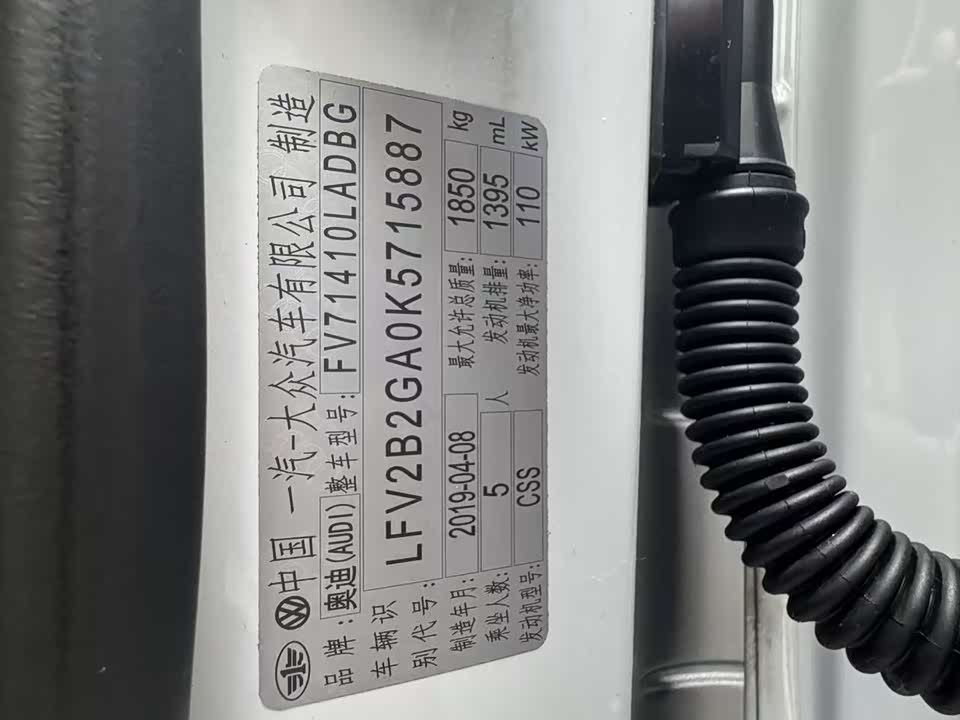 中国 一汽-大众汽车有限公司 制造
品牌: 奥迪(AUDI) 整车型号: FV71410LADBG
车辆识别代号: LFV2B2GA0K5715887
制造年月: 2019-04-08 最大允许总质量: 1850 kg
乘坐人数: 5 人 发动机排量: 1395 mL
发动机型号: CSS 发动机最大净功率: 110 kW